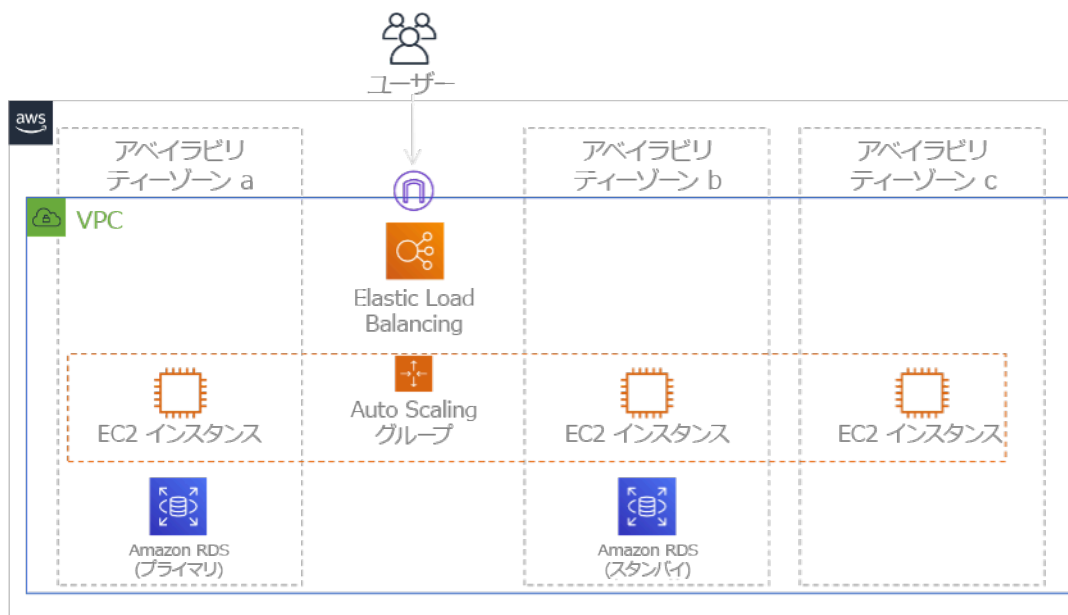 ユーザー
aws
アベイラビリ
ティーゾーン a
アベイラビリ
ティーゾーン b
アベイラビリ
ティーゾーン c
VPC
Elastic Load
Balancing
EC2 インスタンス
Auto Scaling
グループ
EC2 インスタンス
EC2 インスタンス
Amazon RDS
(プライマリ)
Amazon RDS
(スタンバイ)